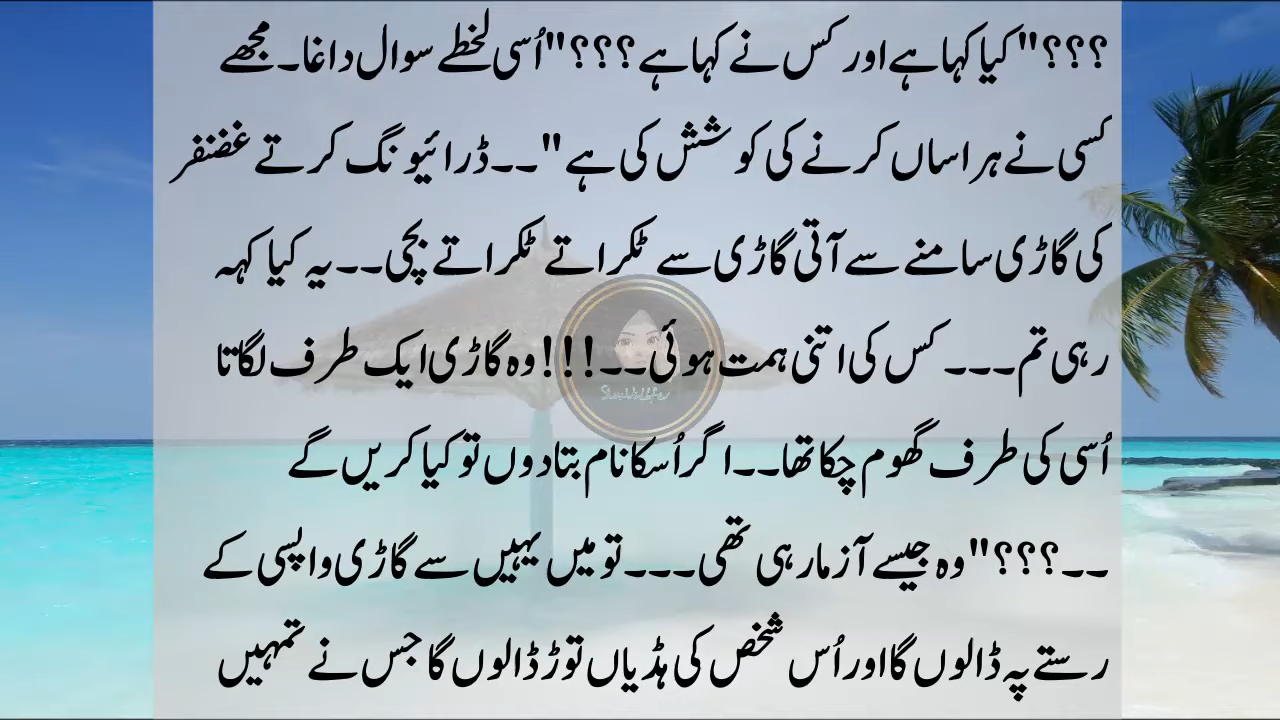 ؟؟؟"کیا کہا ہے اور کس نے کہا ہے؟؟؟"اُسی لحظے سوال داغا۔ مجھے
کسی نے ہراساں کرنے کی کوشش کی ہے"۔۔ڈرائیونگ کرتے غضنفر
کی گاڑی سامنے سے آتی گاڑی سے ٹکراتے ٹکراتے بچی۔۔یہ کیا کہہ
رہی تم۔۔۔ کس کی اتنی ہمت ہوئی۔۔!!!وہ گاڑی ایک طرف لگاتا
اُسی کی طرف گھوم چکا تھا۔۔اگر اُسکا نام بتا دوں تو کیا کریں گے
۔۔؟؟؟"وہ جیسے آزما رہی تھی۔۔۔تو میں یہیں سے گاڑی واپسی کے
رستے پہ ڈالوں گا اور اُس شخص کی ہڈیاں توڑ ڈالوں گا جس نے تمہیں